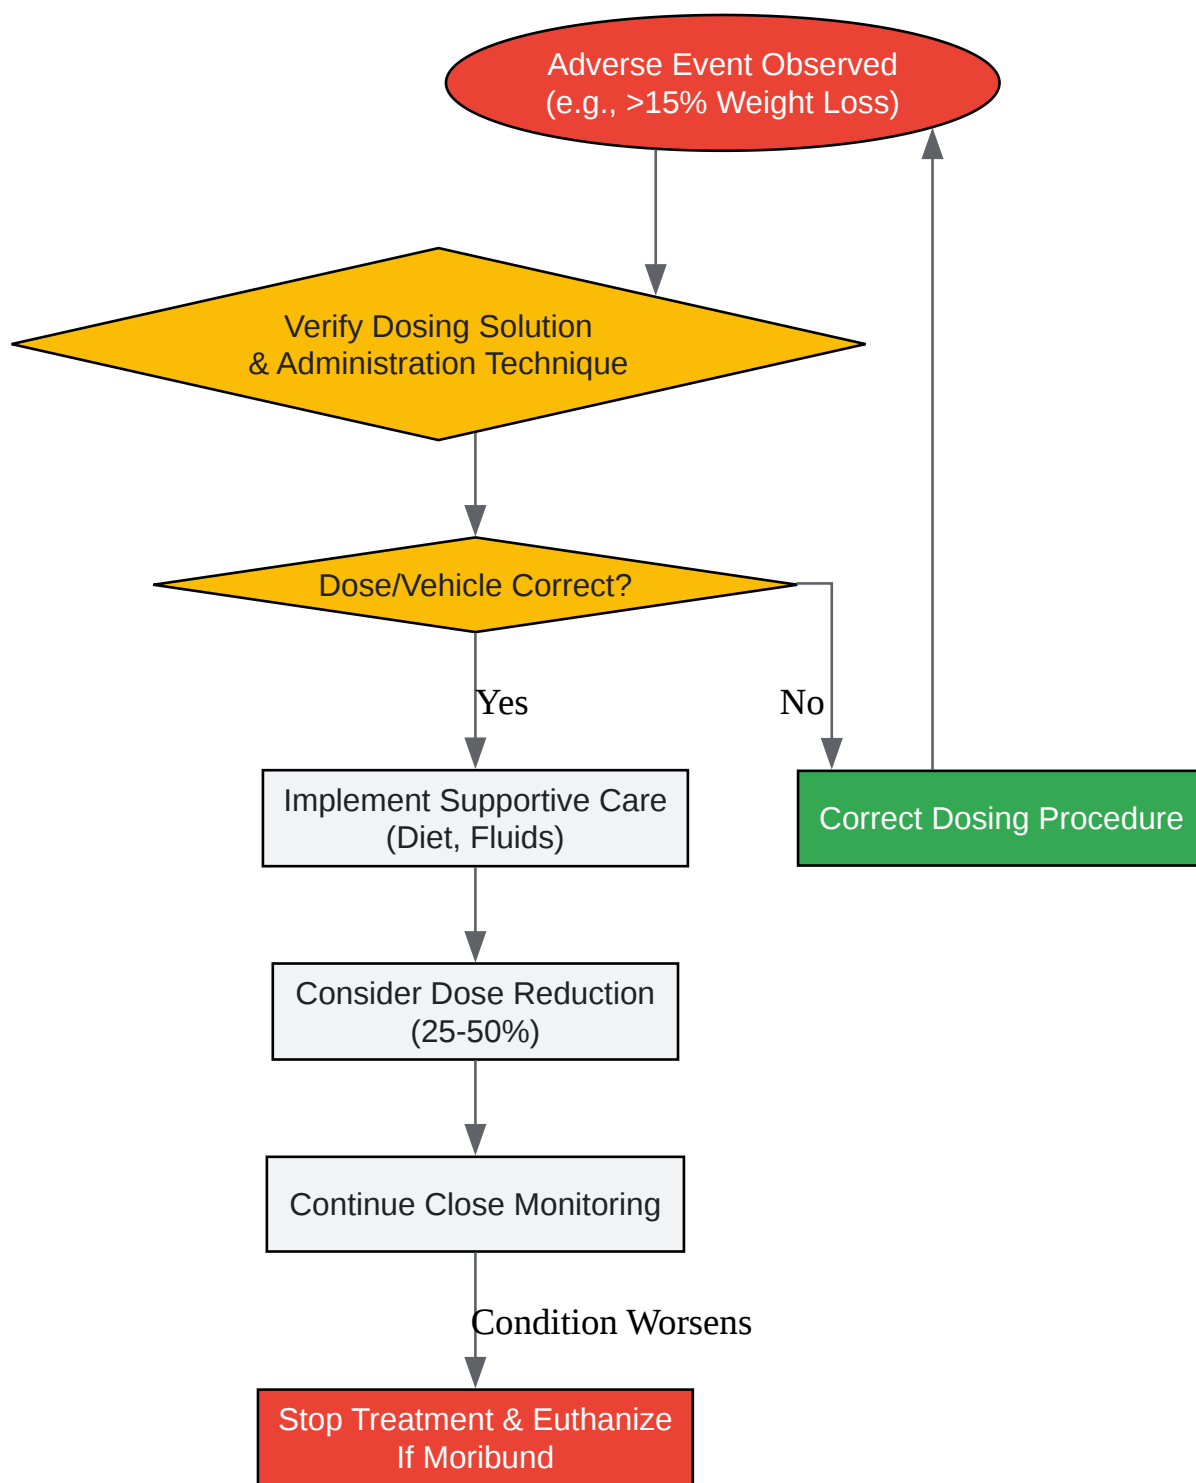 Adverse Event Observed
(e.g., >15% Weight Loss)
Verify Dosing Solution
& Administration Technique
Dose/Vehicle Correct?
Yes
No
Implement Supportive Care
(Diet, Fluids)
Correct Dosing Procedure
Consider Dose Reduction
(25-50%)
Continue Close Monitoring
Condition Worsens
Stop Treatment & Euthanize
If Moribund